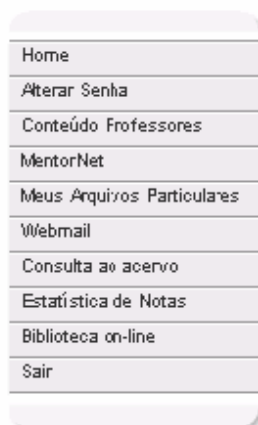 Home
Alterar Senha
Conteúdo Professores
MentorNet
Meus Arquivos Particulares
Webmail
Consulta ao acervo
Estatística de Notas
Biblioteca on-line
Sair